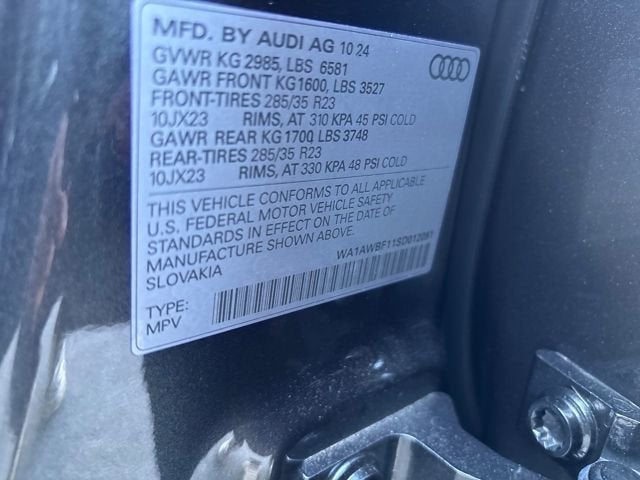 MFD. BY AUDI AG 10 24
GVWR KG 2985, LBS 6581
GAWR FRONT KG1600, LBS 3527
FRONT-TIRES 285/35 R23
10JX23 RIMS, AT 310 KPA 45 PSI COLD
GAWR REAR KG1700 LBS 3748
REAR-TIRES 285/35 R23
10JX23 RIMS, AT 330 KPA 48 PSI COLD
THIS VEHICLE CONFORMS TO ALL APPLICABLE
U.S. FEDERAL MOTOR VEHICLE SAFETY
STANDARDS IN EFFECT ON THE DATE OF
MANUFACTURE SHOWN ABOVE.
SLOVAKIA
TYPE:
MPV